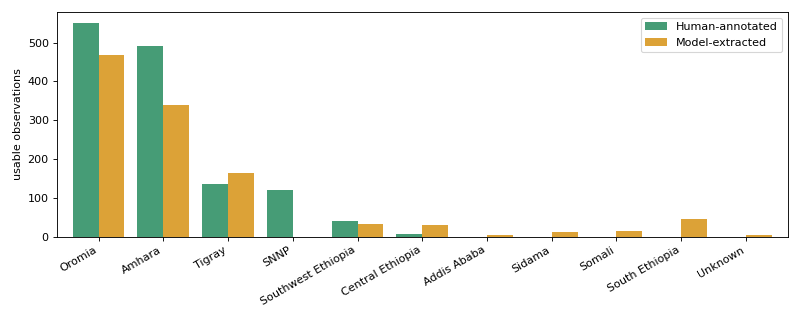 Human-annotated
Model-extracted
usable observations
500
400
300
200
100
0
Oromia
Amhara
Tigray
SNNP
Southwest Ethiopia
Central Ethiopia
Addis Ababa
Sidama
Somali
South Ethiopia
Unknown